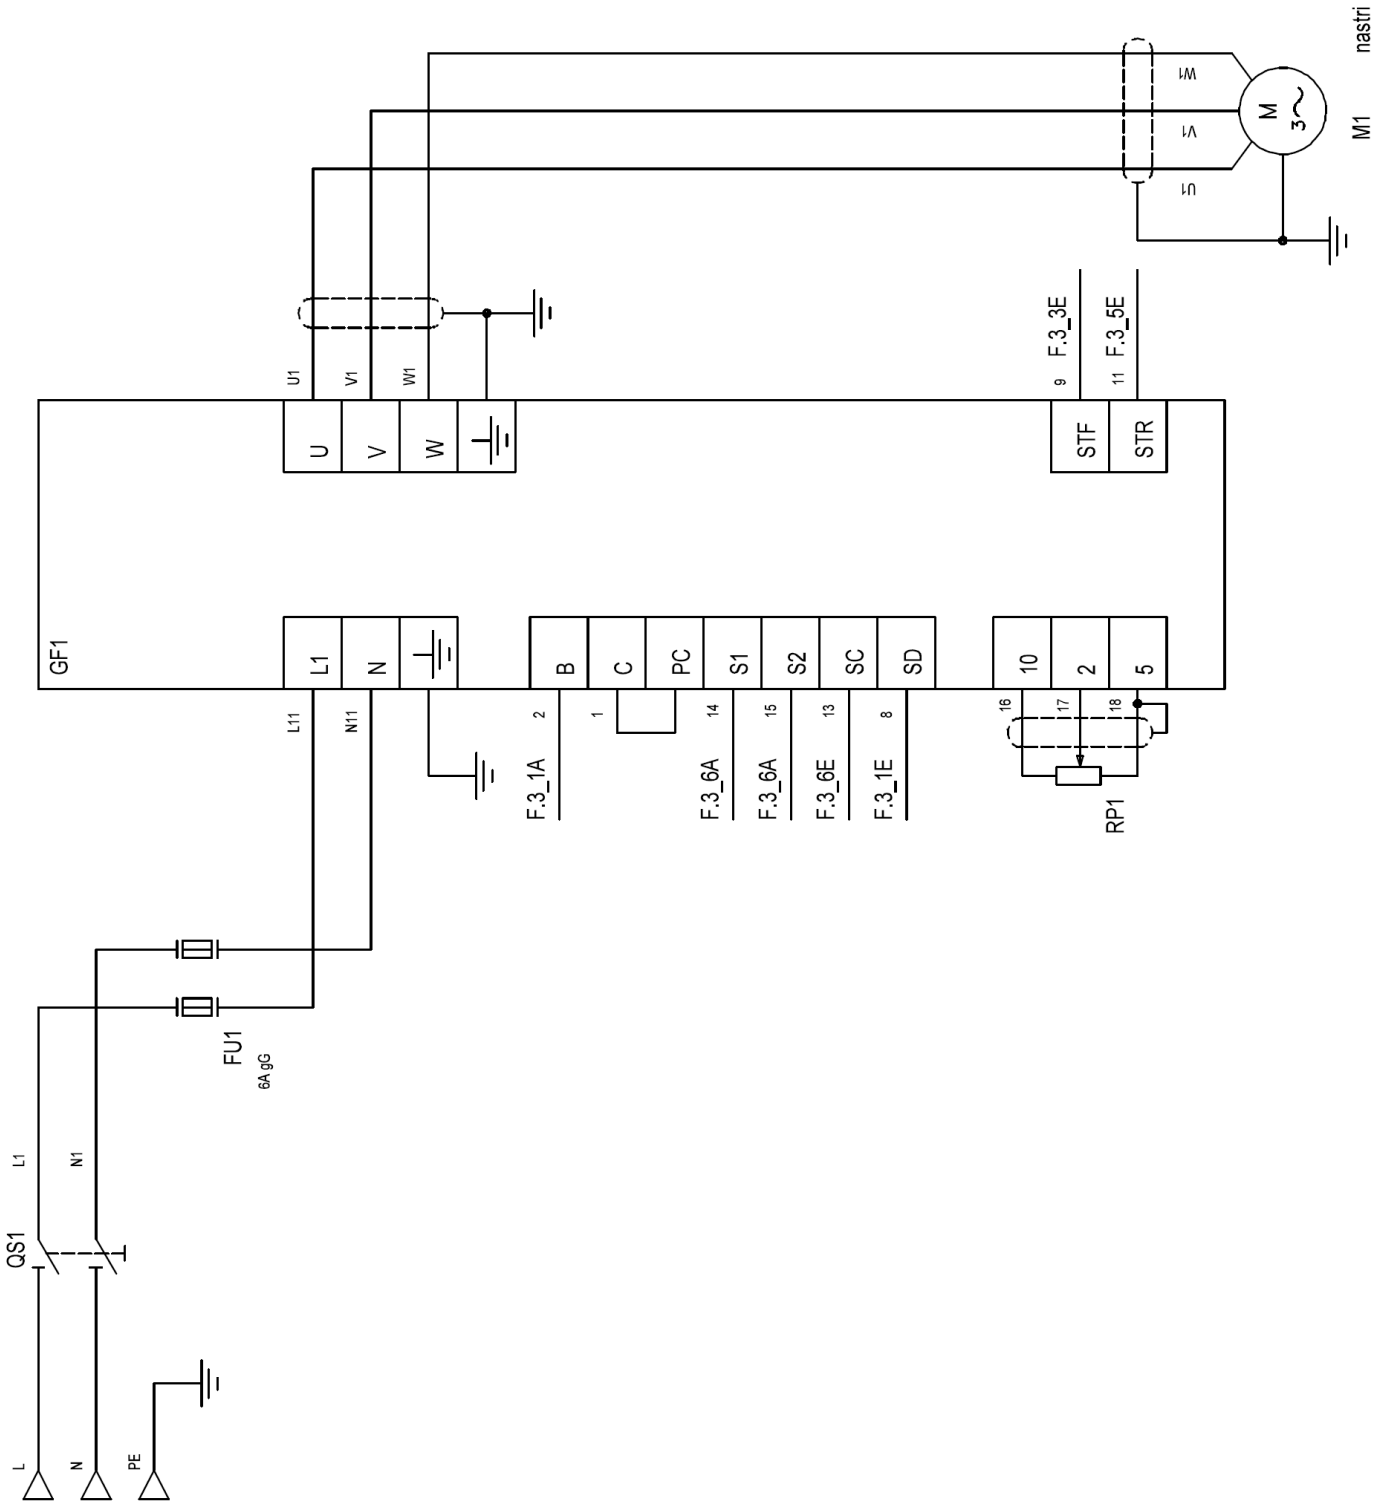 L
N
PE
QS1
L1
N1
FU1
6A gG
GF1
L11
N11
L1
N
F.3_1A
2
B
1
C
PC
F.3_6A
14
S1
F.3_6A
15
S2
F.3_6E
13
SC
F.3_1E
8
SD
RP1
16
10
17
2
18
5
U
V
W
U1
V1
W1
STF
9
F.3_3E
STR
11
F.3_5E
U1
V1
W1
M
3
M1 nastri